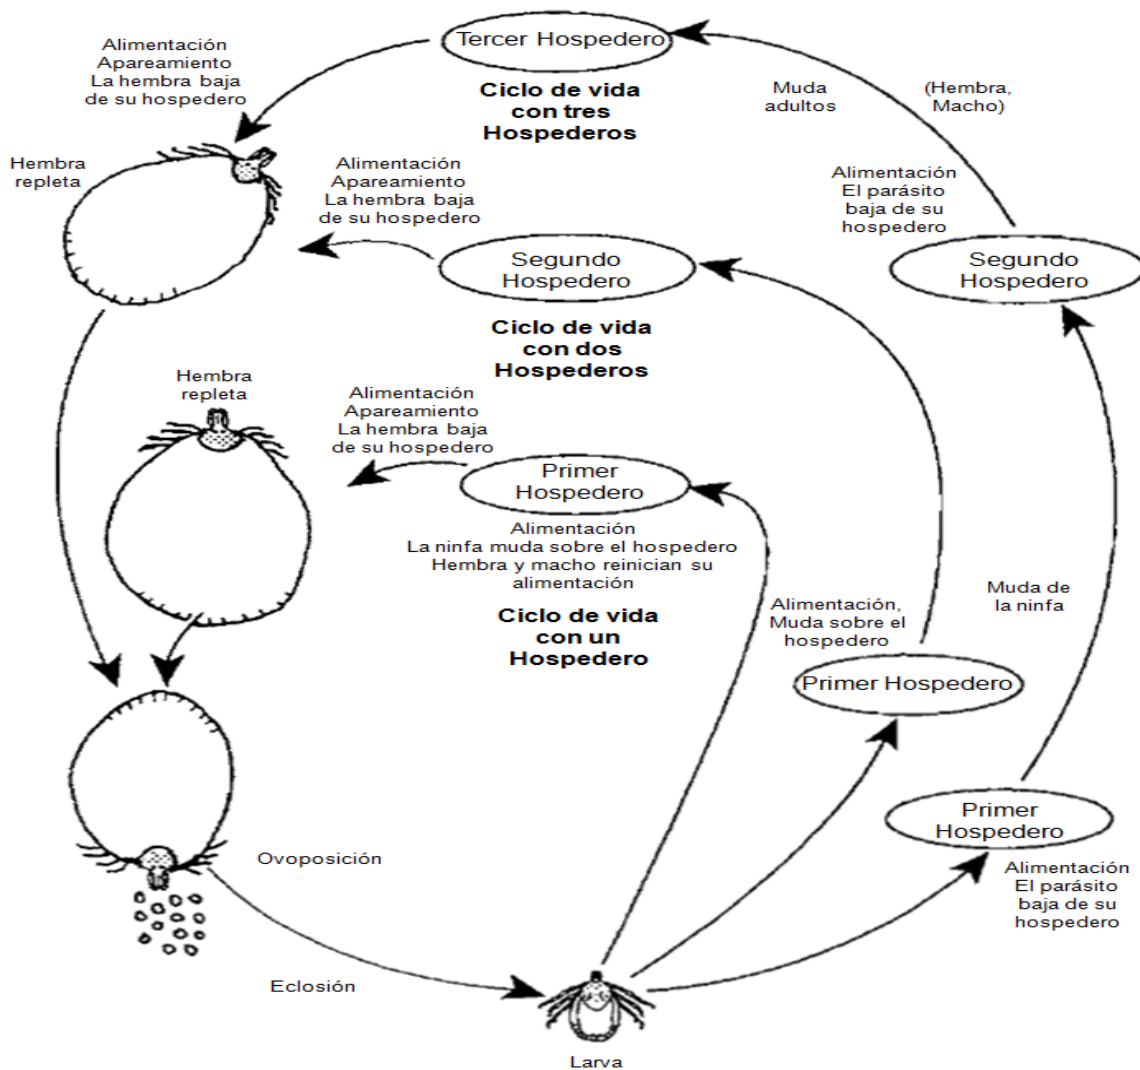 Tercer Hospedero
Alimentación
Apareamiento
La hembra baja
de su hospedero
Ciclo de vida
con tres
Hospederos
Muda
adultos
(Hembra,
Macho)
Hembra
repleta
Alimentación
Apareamiento
La hembra baja
de su hospedero
Alimentación
El parásito
baja de su
hospedero
Segundo
Hospedero
Segundo
Hospedero
Ciclo de vida
con dos
Hospederos
Hembra
repleta
Alimentación
Apareamiento
La hembra baja
de su hospedero
Primer
Hospedero
Alimentación
La ninfa muda sobre el hospedero
Hembra y macho reinician su
alimentación
Ciclo de vida
con un
Hospedero
Muda de
la ninfa
Alimentación,
Muda sobre el
hospedero
Primer Hospedero
Primer
Hospedero
Alimentación
El parásito
baja de su
hospedero
Ovoposición
Eclosión
Larva